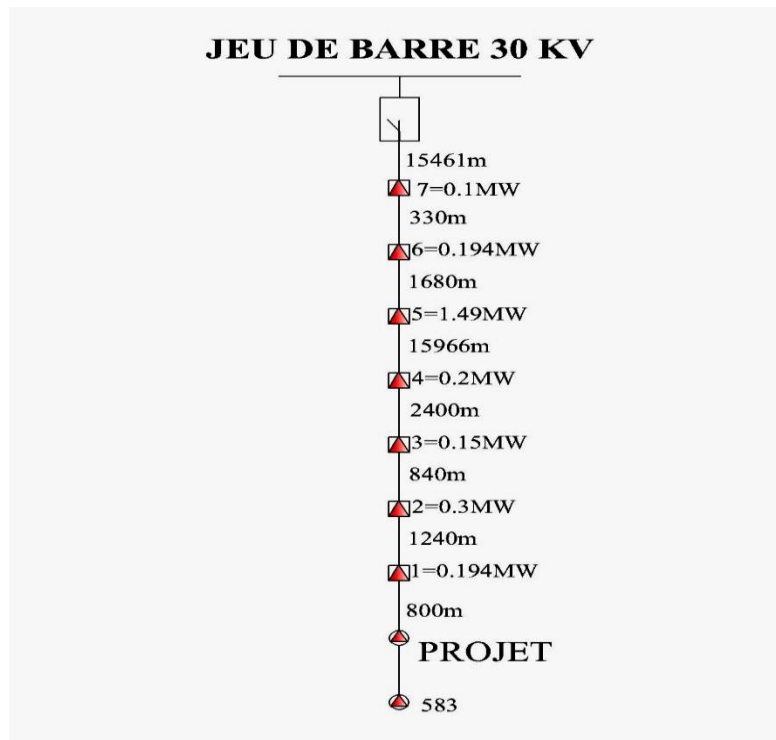 JEU DE BARRE 30 KV
15461m
7=0.1MW
330m
6=0.194MW
1680m
5=1.49MW
15966m
4=0.2MW
2400m
3=0.15MW
840m
2=0.3MW
1240m
1=0.194MW
800m
PROJET
583